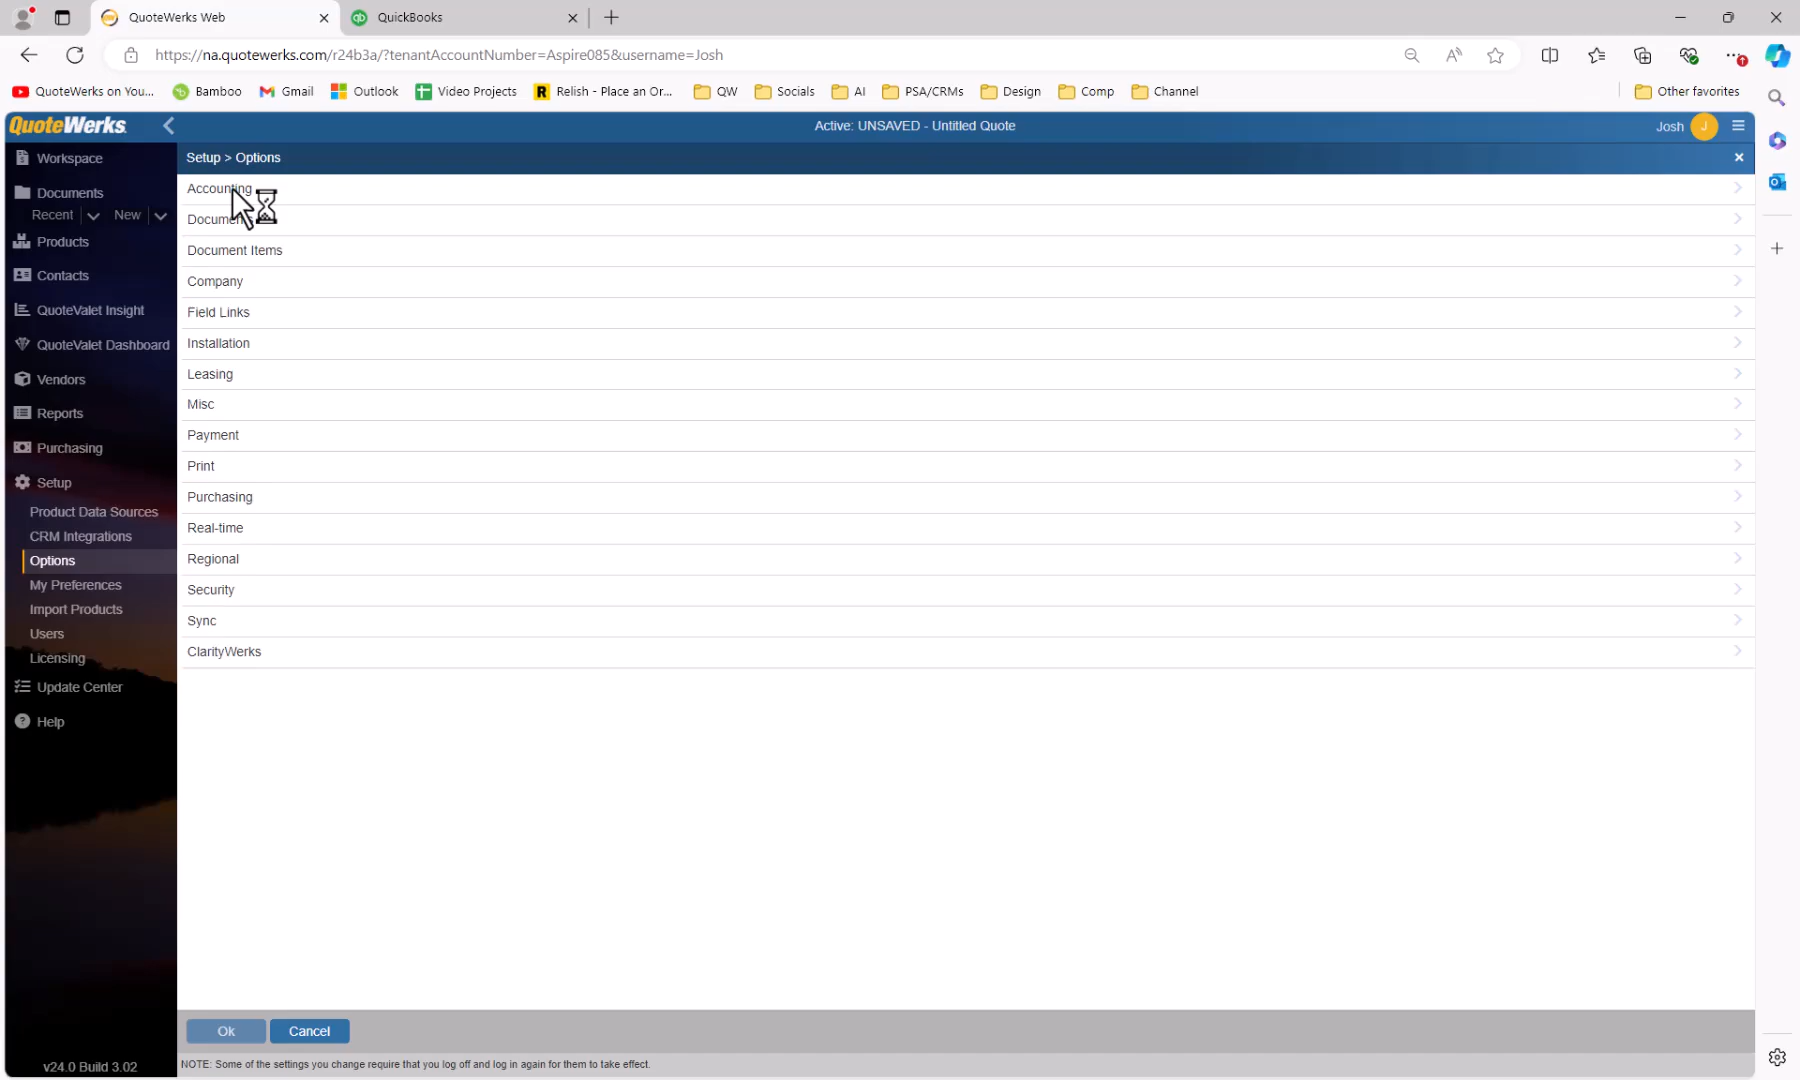 QuoteWerks Web
QuickBooks
https://na.quotewerks.com/r24b3a/?tenantAccountNumber=Aspire085&username=Josh
QuoteWerks on You...
Bamboo
Gmail
Outlook
Video Projects
Relish - Place an Or...
QW
Socials
AI
PSA/CRMs
Design
Comp
Channel
Other favorites
QuoteWerks
Active: UNSAVED - Untitled Quote
Josh
J
Workspace
Documents
Recent
New
Products
Contacts
QuoteValet Insight
QuoteValet Dashboard
Vendors
Reports
Purchasing
Setup
Product Data Sources
CRM Integrations
Options
My Preferences
Import Products
Users
Licensing
Update Center
Help
v24.0 Build 3.02
Setup > Options
Accounting
Document
Document Items
Company
Field Links
Installation
Leasing
Misc
Payment
Print
Purchasing
Real-time
Regional
Security
Sync
ClarityWerks
Ok
Cancel
NOTE: Some of the settings you change require that you log off and log in again for them to take effect.